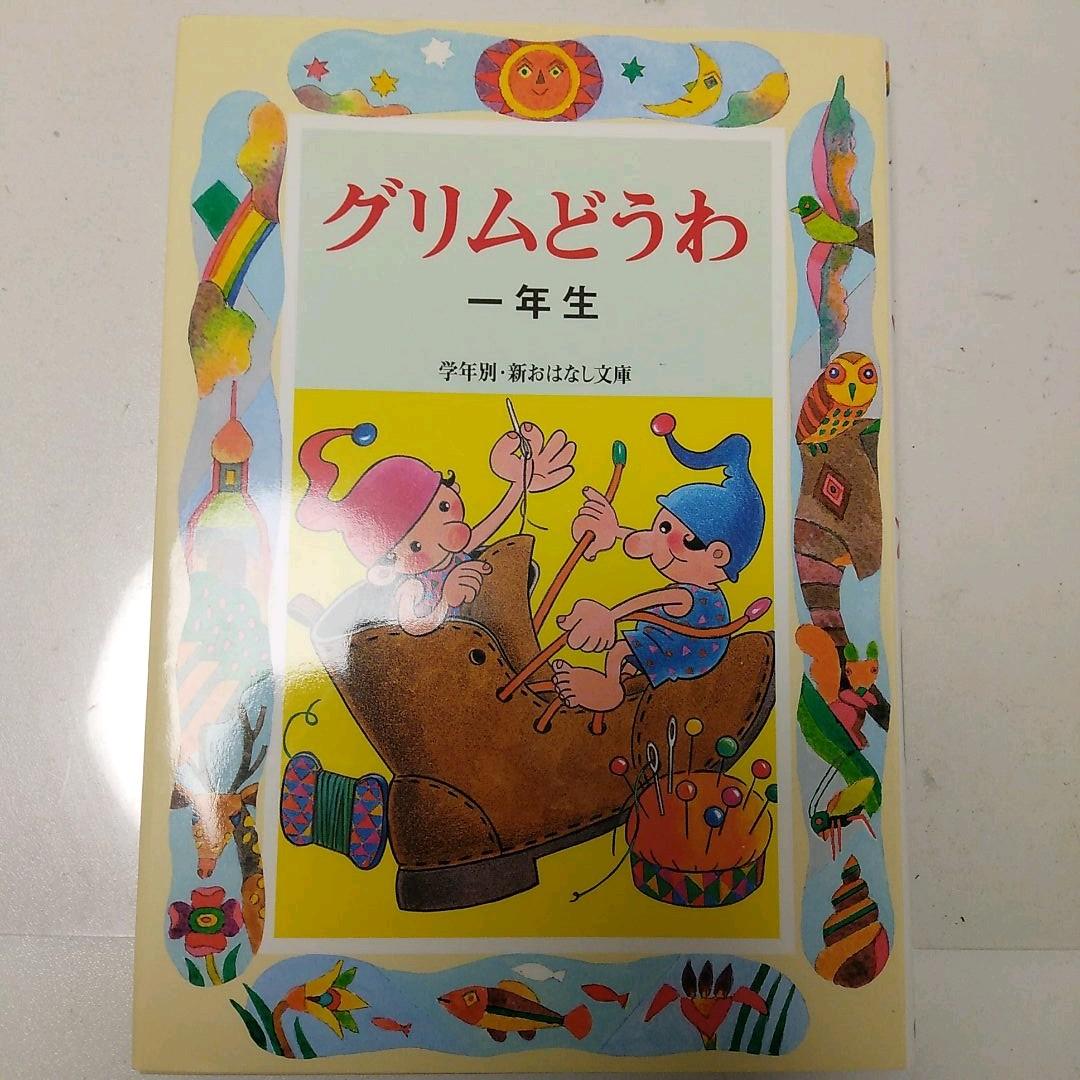 グリムどうわ
一年生
学年別・新おはなし文庫